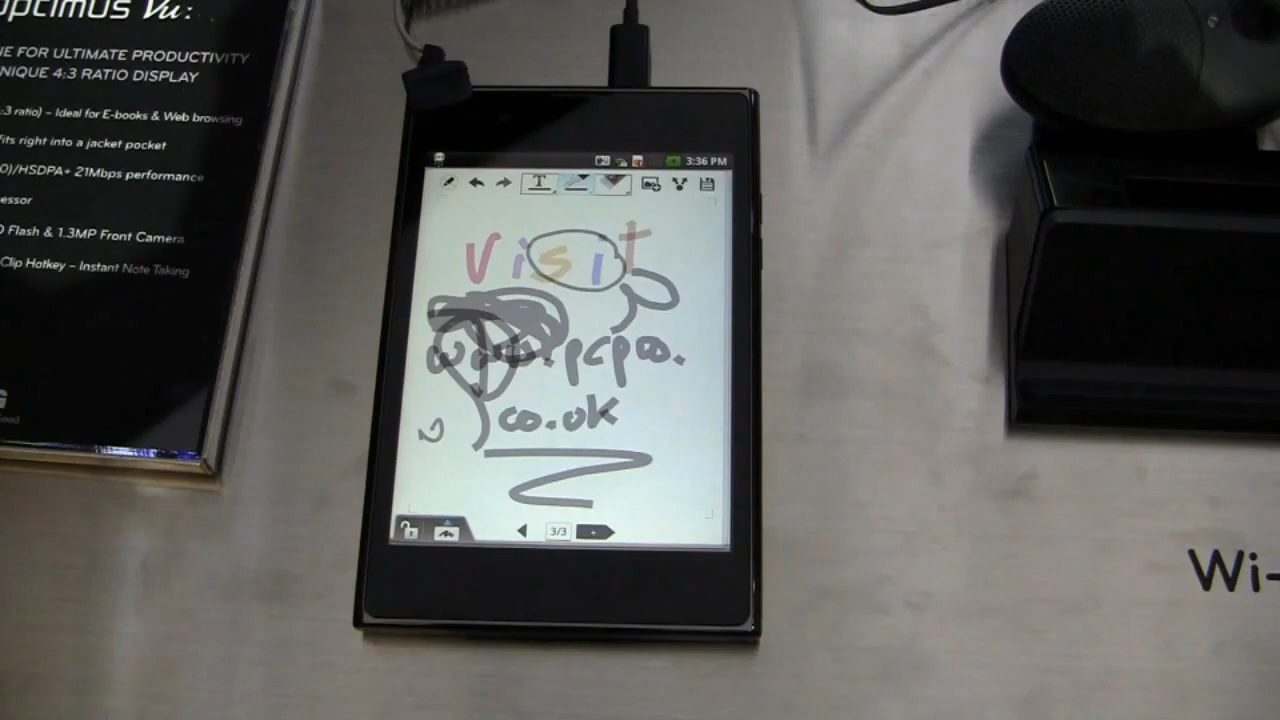 optimus Vu:
NE FOR ULTIMATE PRODUCTIVITY
NIQUE 4:3 RATIO DISPLAY
:3 ratio) – Ideal for E-books & Web browsing
fits right into a jacket pocket
0)/HSDPA+ 21Mbps performance
essor
D Flash & 1.3MP Front Camera
Clip Hotkey – Instant Note Taking
3:36 PM
T
Visit
www.pcpro.
co.uk
3/3
Wi-